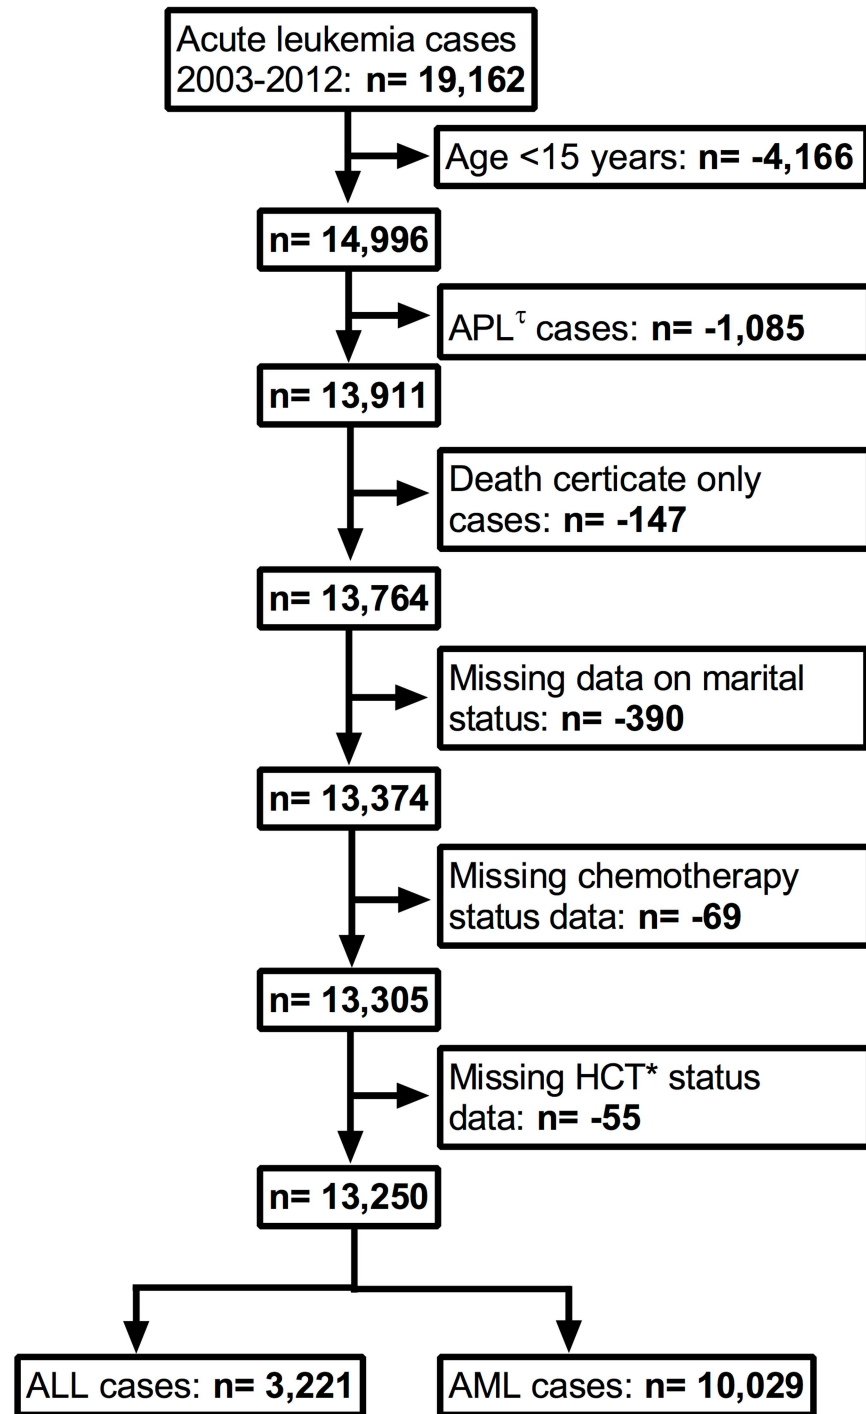 Acute leukemia cases
2003-2012: n= 19,162
Age <15 years: n= -4,166
n= 14,996
APLτ cases: n= -1,085
n= 13,911
Death certicate only
cases: n= -147
n= 13,764
Missing data on marital
status: n= -390
n= 13,374
Missing chemotherapy
status data: n= -69
n= 13,305
Missing HCT* status
data: n= -55
n= 13,250
ALL cases: n= 3,221
AML cases: n= 10,029